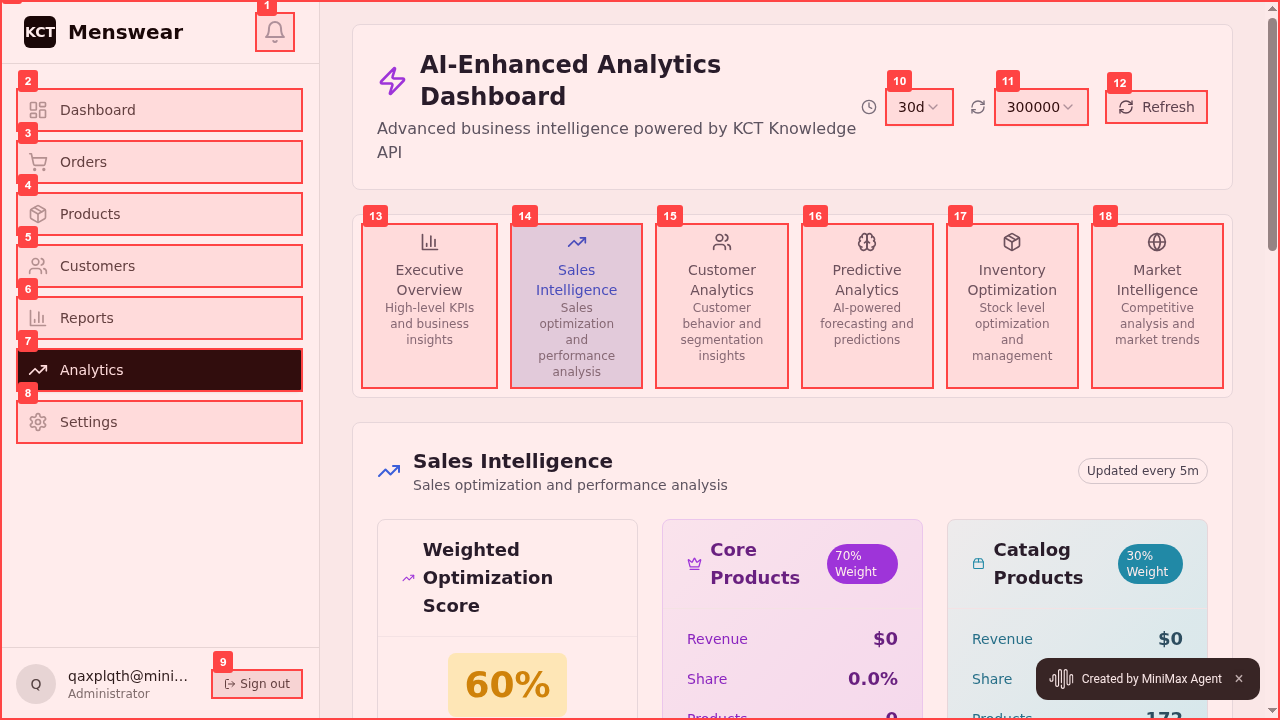 KCT Menswear
1
2
Dashboard
3
Orders
4
Products
5
Customers
6
Reports
7
Analytics
8
Settings
Q
qaxplqth@mini...
Administrator
9
Sign out
AI-Enhanced Analytics
Dashboard
Advanced business intelligence powered by KCT Knowledge
API
10
30d
11
300000
12
Refresh
13
Executive
Overview
High-level KPIs
and business
insights
14
Sales
Intelligence
Sales
optimization
and
performance
analysis
15
Customer
Analytics
Customer
behavior and
segmentation
insights
16
Predictive
Analytics
AI-powered
forecasting and
predictions
17
Inventory
Optimization
Stock level
optimization
and
management
18
Market
Intelligence
Competitive
analysis and
market trends
Sales Intelligence
Sales optimization and performance analysis
Updated every 5m
Weighted
Optimization
Score
60%
Core
Products
70%
Weight
Revenue $0
Share 0.0%
Products 0
Catalog
Products
30%
Weight
Revenue $0
Share
Products 172
Created by MiniMax Agent ×